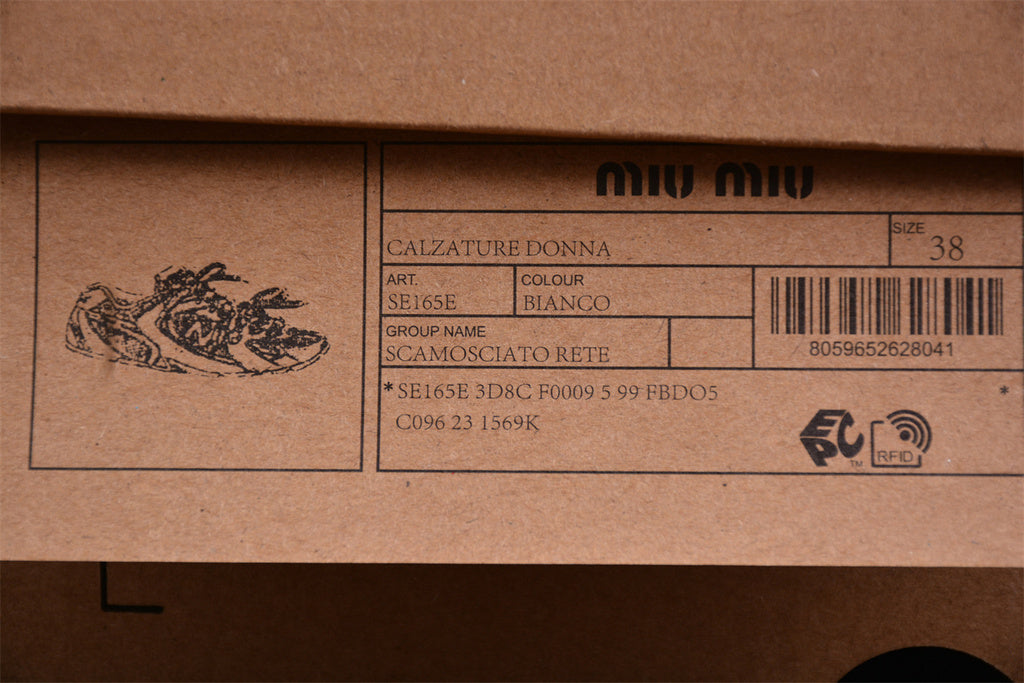 MIU MIU
CALZATURE DONNA
SIZE
38
ART.
SE165E
COLOUR
BIANCO
GROUP NAME
SCAMOSCIATO RETE
8059652628041
*SE165E 3D8C F0009 5 99 FBDO5 *
C096 23 1569K
EPC™
RFID